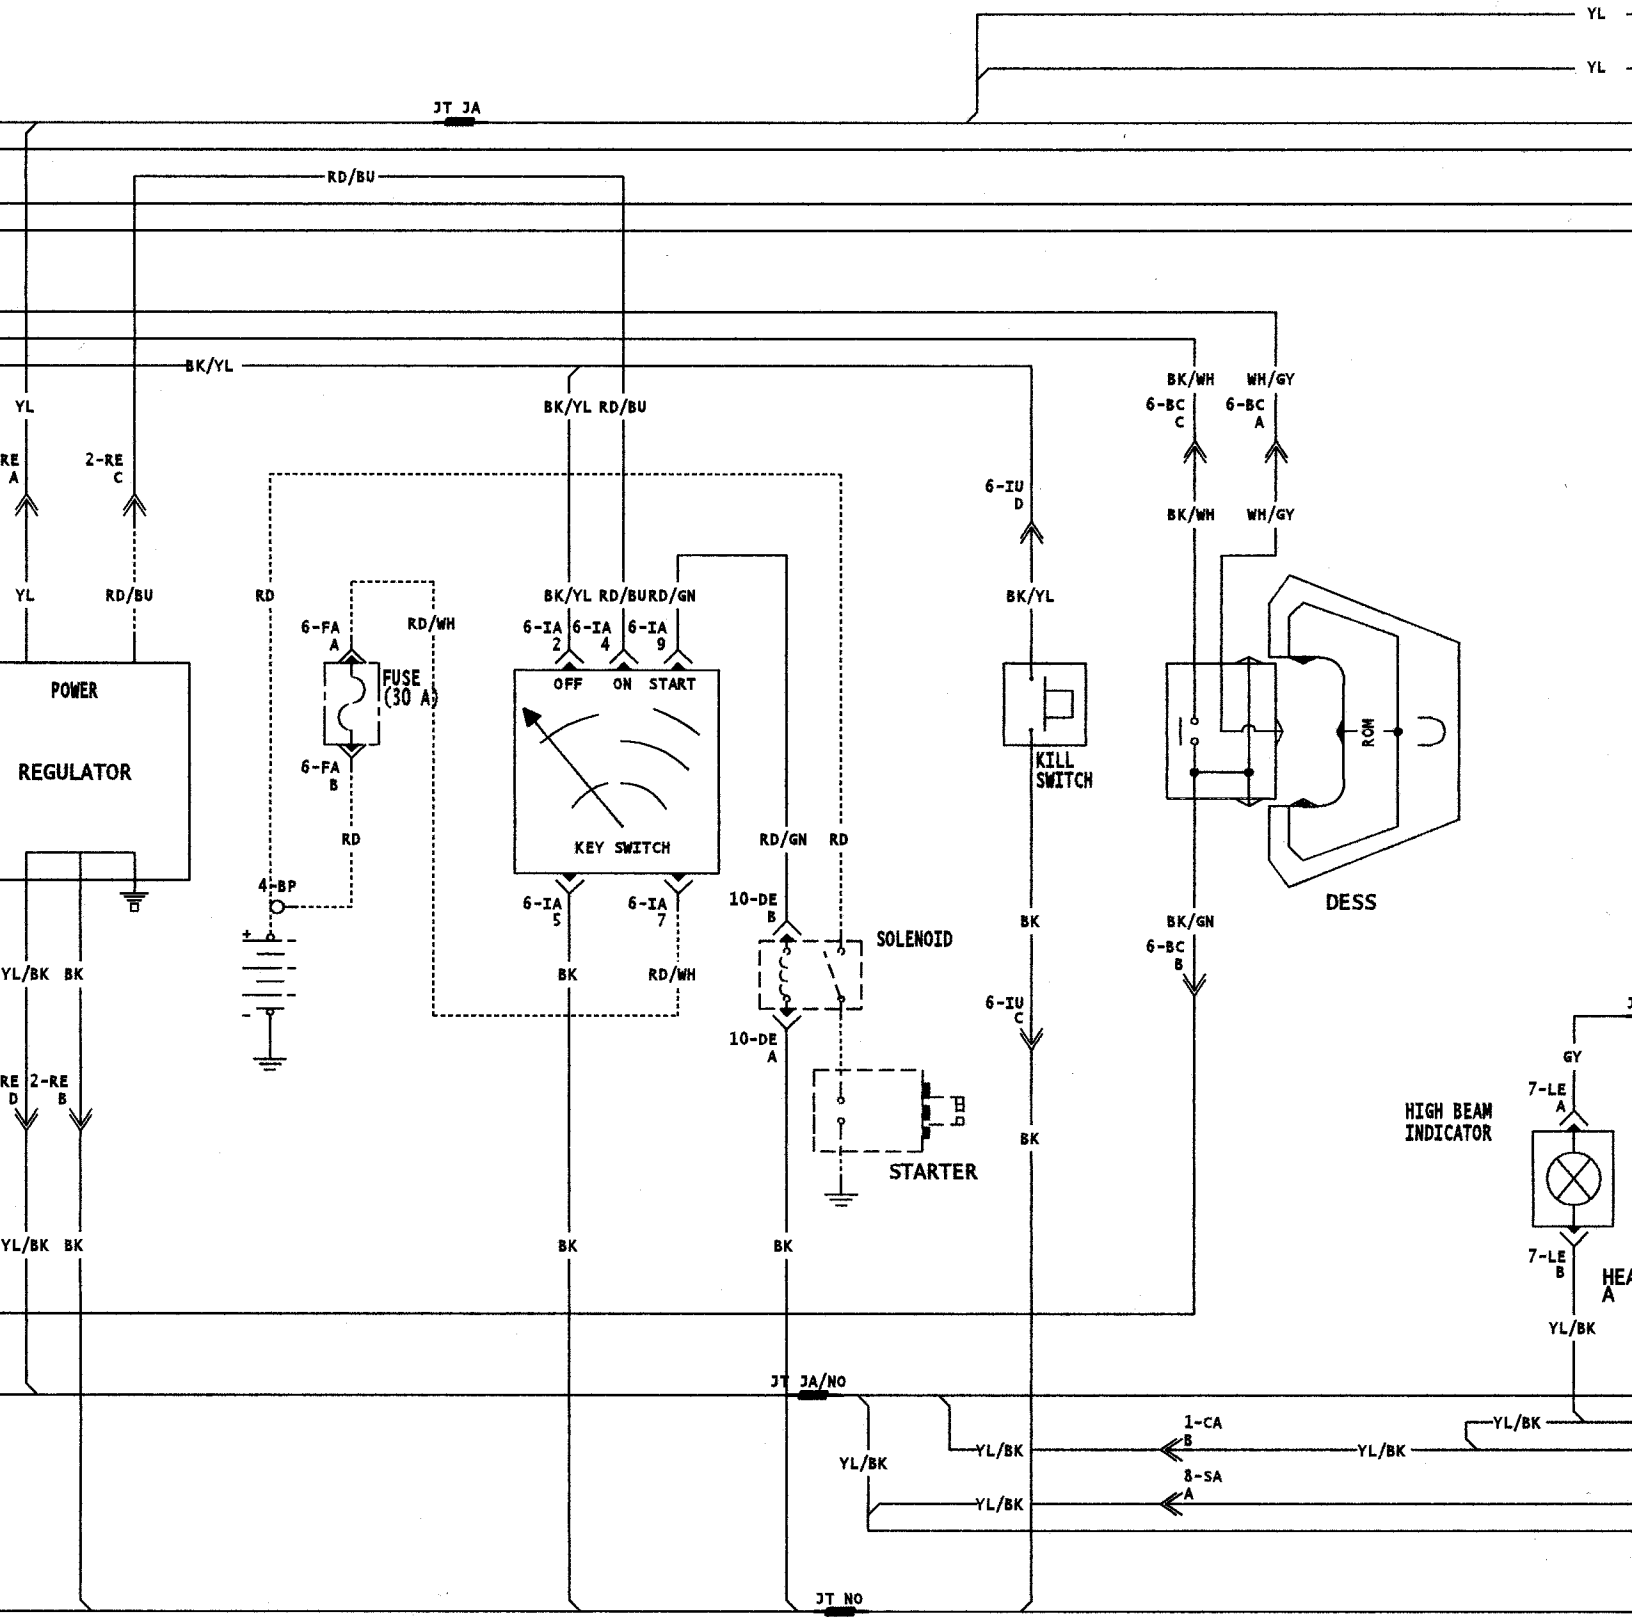 YL
YL
JT JA
RD/BU
BK/YL
BK/WH WH/GY
6-BC 6-BC
C A
YL
BK/YL RD/BU
RE 2-RE
A C
6-IU
D
BK/WH WH/GY
YL RD/BU RD BK/YL RD/BU RD/GN BK/YL
6-FA
A
RD/WH
6-IA 6-IA 6-IA
2 4 9
POWER
FUSE
(30 A)
OFF ON START
ROM
REGULATOR
6-FA
B
KILL
SWITCH
RD
KEY SWITCH
RD/GN RD
4-BP
6-IA 6-IA
5 7
10-DE
B
DESS
BK
BK/GN
6-BC
B
+
-
SOLENOID
YL/BK BK
BK RD/WH
6-IU
C
10-DE
A
GY
RE 2-RE
D B
7-LE
A
HIGH BEAM
INDICATOR
BK
STARTER
YL/BK BK BK BK
7-LE
B
HEA
A
YL/BK
JT JA/NO
1-CA
B
YL/BK
YL/BK YL/BK
YL/BK
8-SA
A
YL/BK
JT NO